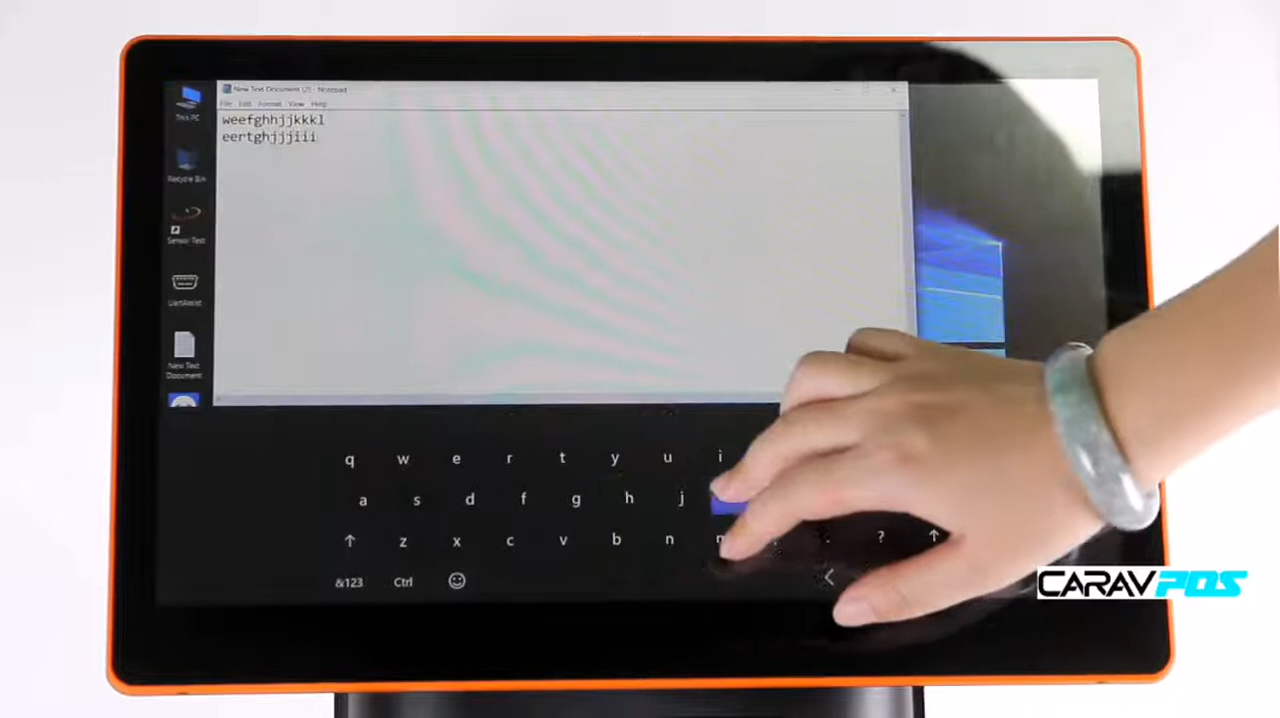 New Text Document (2) - Notepad
File Edit Format View Help
weefghhjjkkkl
eertghjjjiii
This PC
Recycle Bin
Sensor Test
UartAssist
New Text
Document
q w e r t y u i
a s d f g h j
↑ z x c v b n m . ? ↑
&123 Ctrl
CARAVPOS